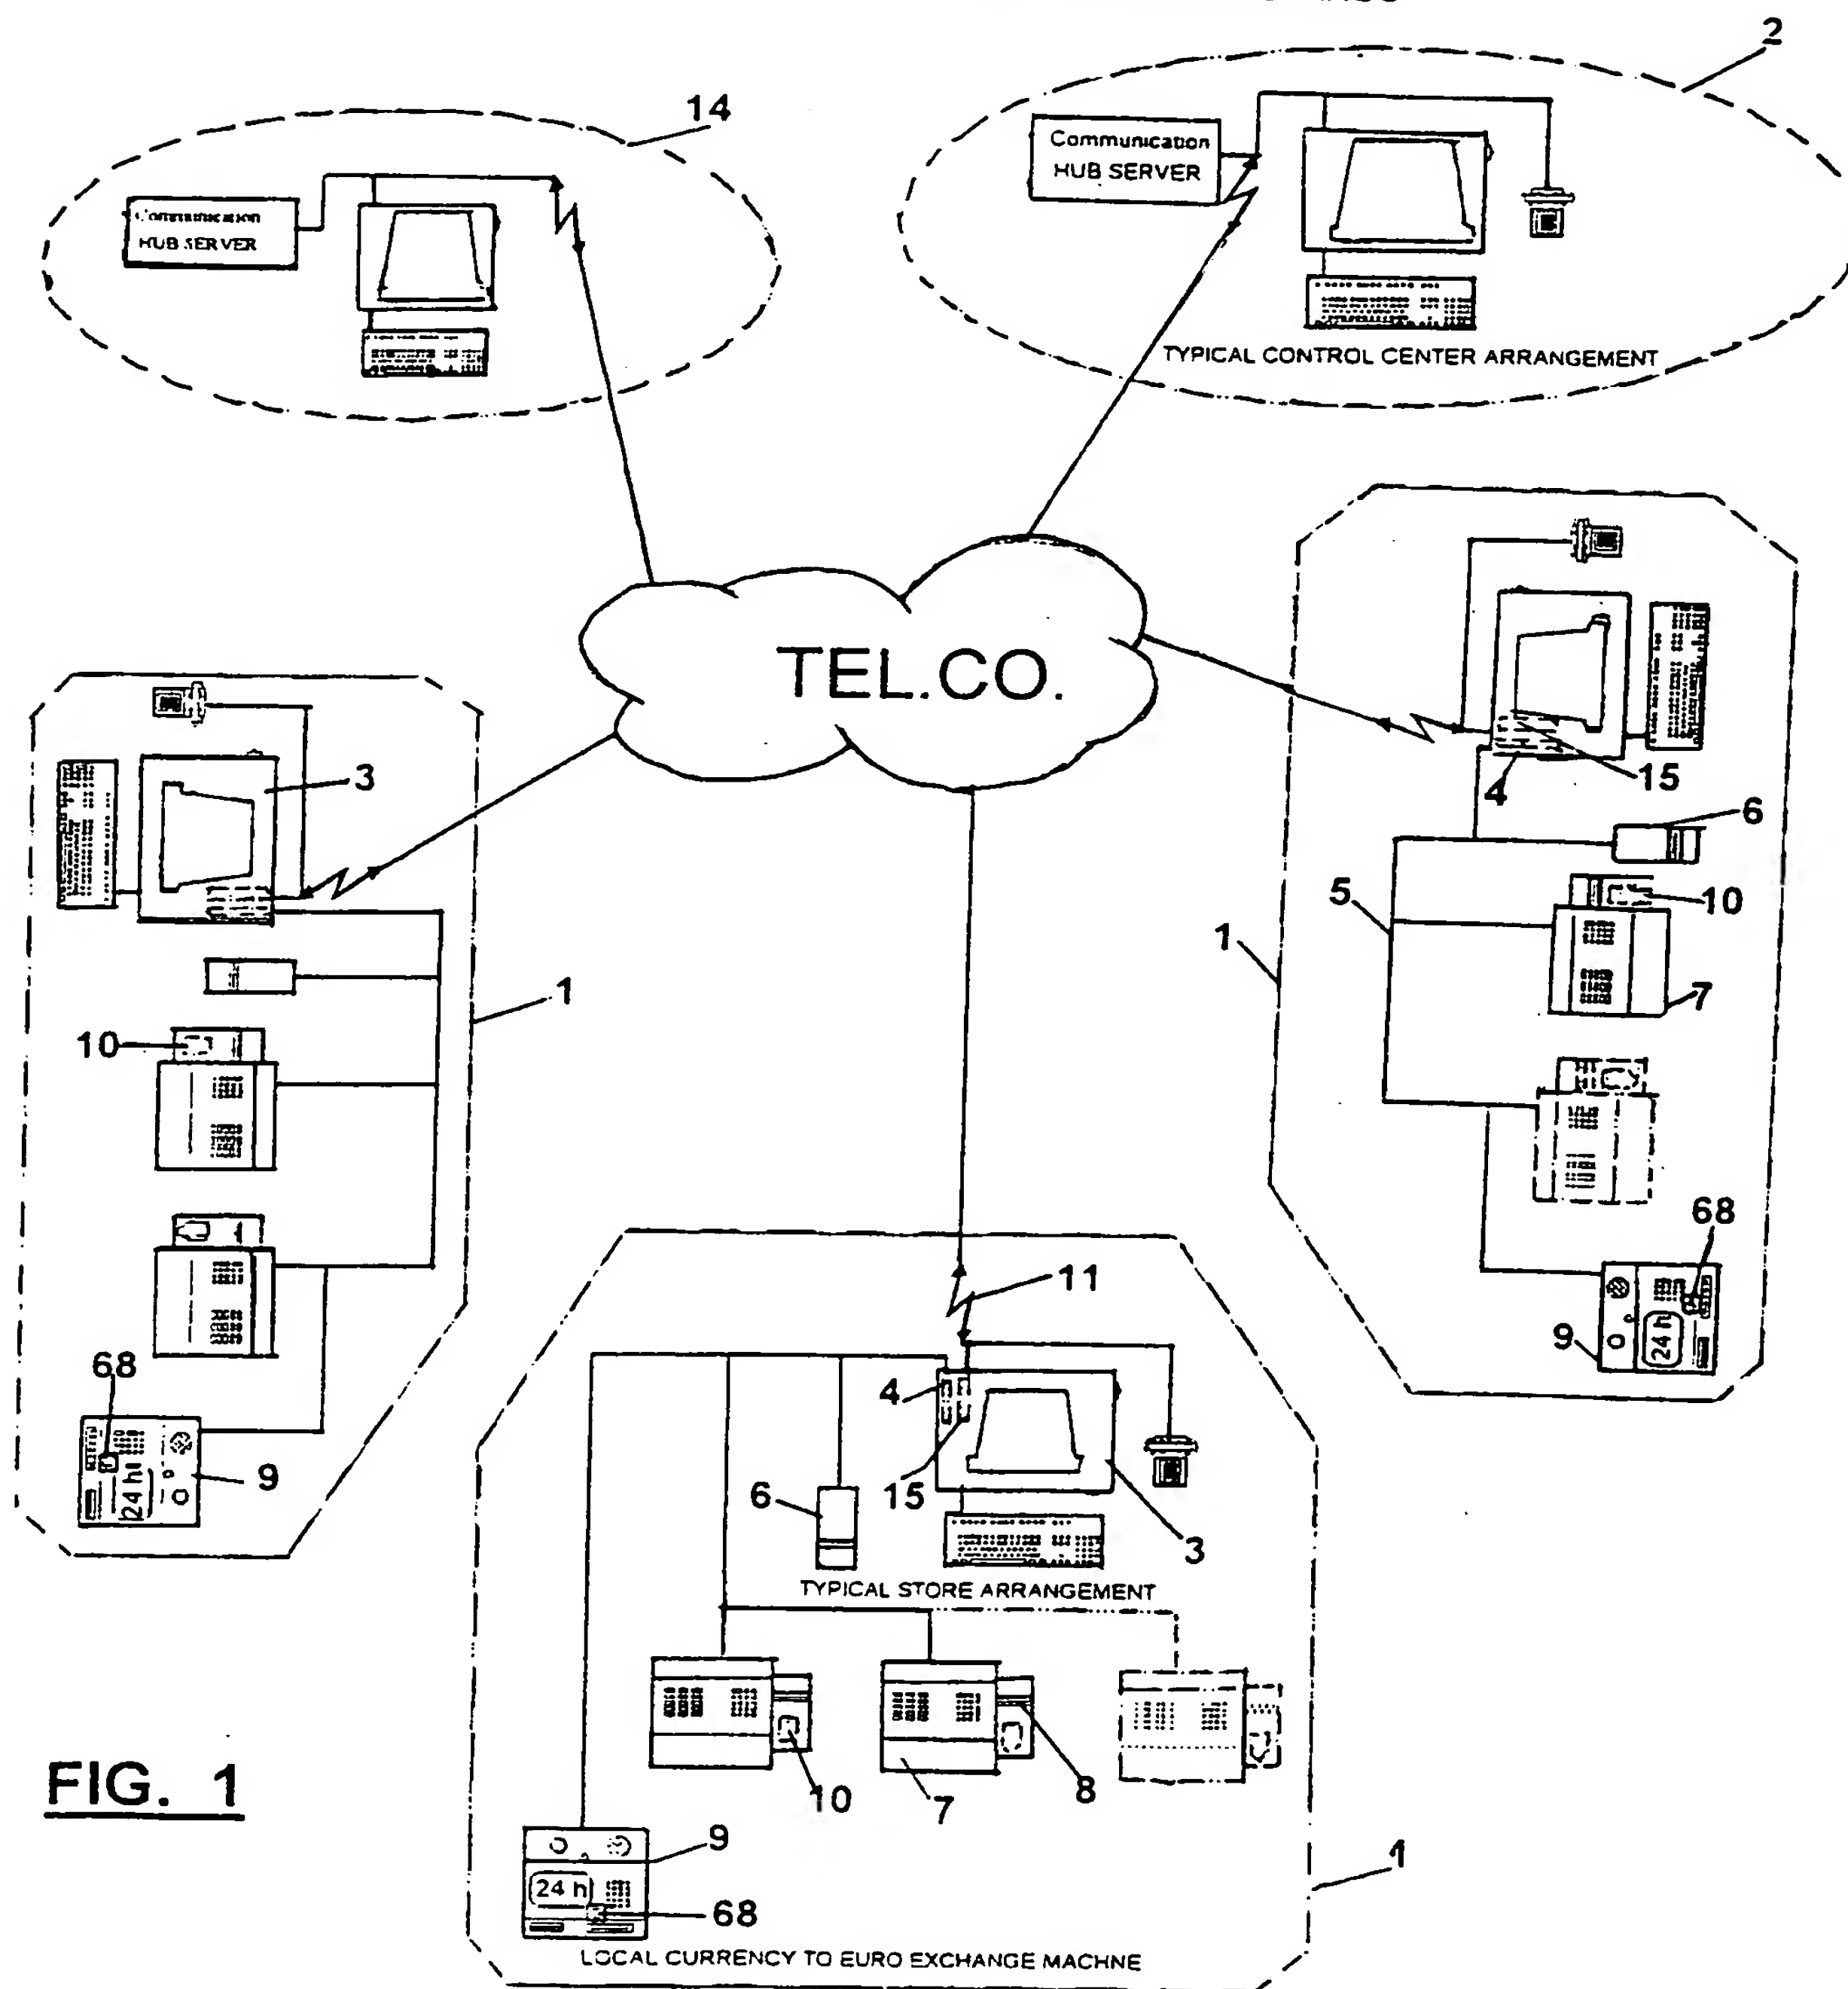 2
14
Communication
HUB SERVER
Communication
HUB SERVER
TYPICAL CONTROL CENTER ARRANGEMENT
TEL.CO.
3
15
4
6
5
10
1
7
1
10
68
9
24 h
68
9
24 h
11
4
6
15
3
TYPICAL STORE ARRANGEMENT
10
7
8
9
24 h
68
1
LOCAL CURRENCY TO EURO EXCHANGE MACHNE
FIG. 1